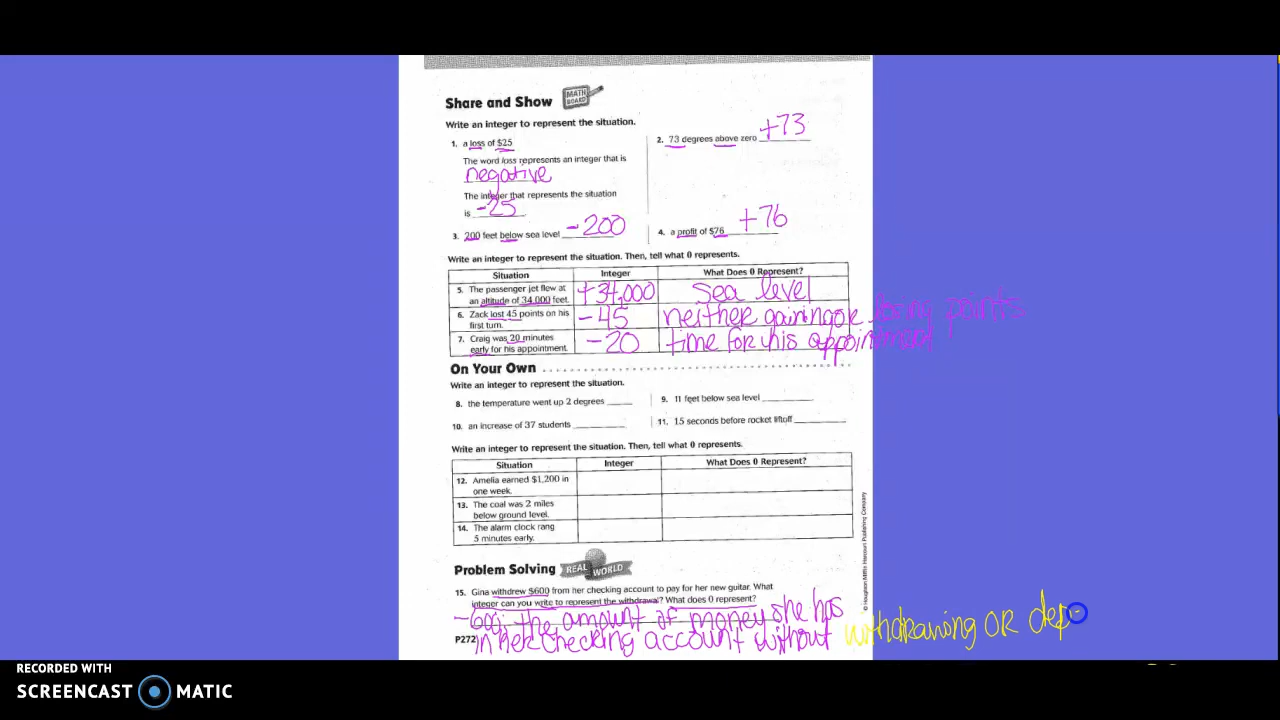 Share and Show MATH BOARD
Write an integer to represent the situation.
1. a loss of $25
The word loss represents an integer that is
negative
The integer that represents the situation
is -25
2. 73 degrees above zero +73
3. 200 feet below sea level -200
4. a profit of $76 +76
Write an integer to represent the situation. Then, tell what 0 represents.
Situation Integer What Does 0 Represent?
5. The passenger jet flew at an altitude of 34,000 feet. +34,000 sea level
6. Zack lost 45 points on his first turn. -45 neither gaining or losing points
7. Craig was 20 minutes early for his appointment. -20 time for his appointment
On Your Own
Write an integer to represent the situation.
8. the temperature went up 2 degrees
9. 11 feet below sea level
10. an increase of 37 students
11. 15 seconds before rocket liftoff
Write an integer to represent the situation. Then, tell what 0 represents.
Situation Integer What Does 0 Represent?
12. Amelia earned $1,200 in one week.
13. The coal was 2 miles below ground level.
14. The alarm clock rang 5 minutes early.
Problem Solving REAL WORLD
15. Gina withdrew $600 from her checking account to pay for her new guitar. What
integer can you write to represent the withdrawal? What does 0 represent?
-600; the amount of money she has
in her checking account without withdrawing OR dep
P272
© Houghton Mifflin Harcourt Publishing Company
RECORDED WITH
SCREENCAST MATIC